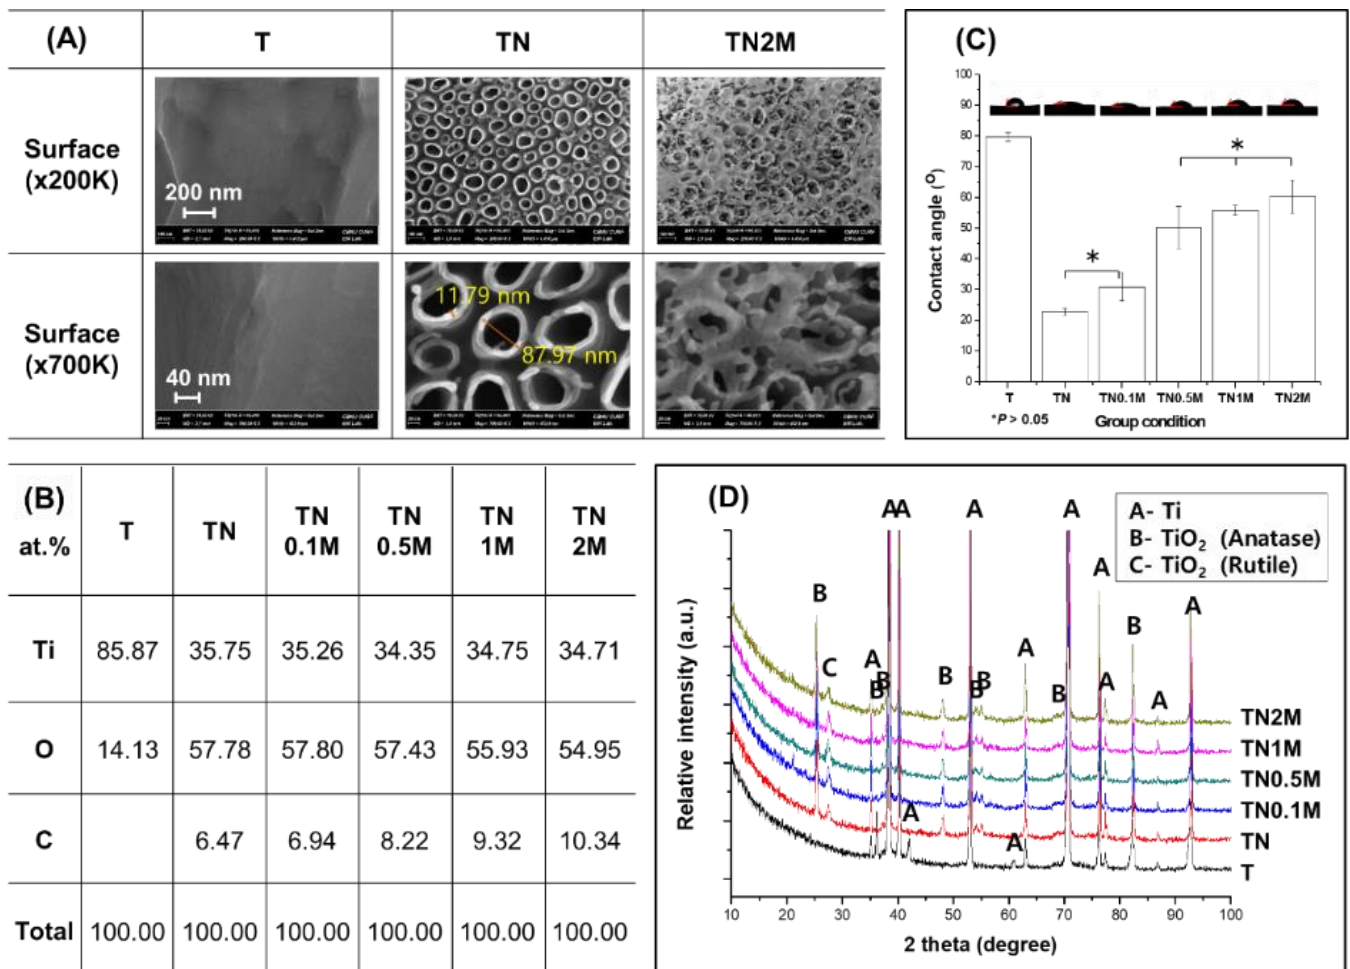 (A) T TN TN2M
Surface
(x200K)
200 nm
Surface
(x700K)
40 nm
11.79 nm
87.97 nm
(C)
100
90
80
70
60
50
40
30
20
10
0
Contact angle (°)
*
*
T TN TN0.1M TN0.5M TN1M TN2M
*P > 0.05
Group condition
(B)
at.% T TN TN 0.1M TN 0.5M TN 1M TN 2M
Ti 85.87 35.75 35.26 34.35 34.75 34.71
O 14.13 57.78 57.80 57.43 55.93 54.95
C 6.47 6.94 8.22 9.32 10.34
Total 100.00 100.00 100.00 100.00 100.00 100.00
(D)
A- Ti
B- TiO2 (Anatase)
C- TiO2 (Rutile)
Relative intensity (a.u.)
B C A B B A A B A B B A B A A A B A A
A A
TN2M
TN1M
TN0.5M
TN0.1M
TN
T
10 20 30 40 50 60 70 80 90 100
2 theta (degree)